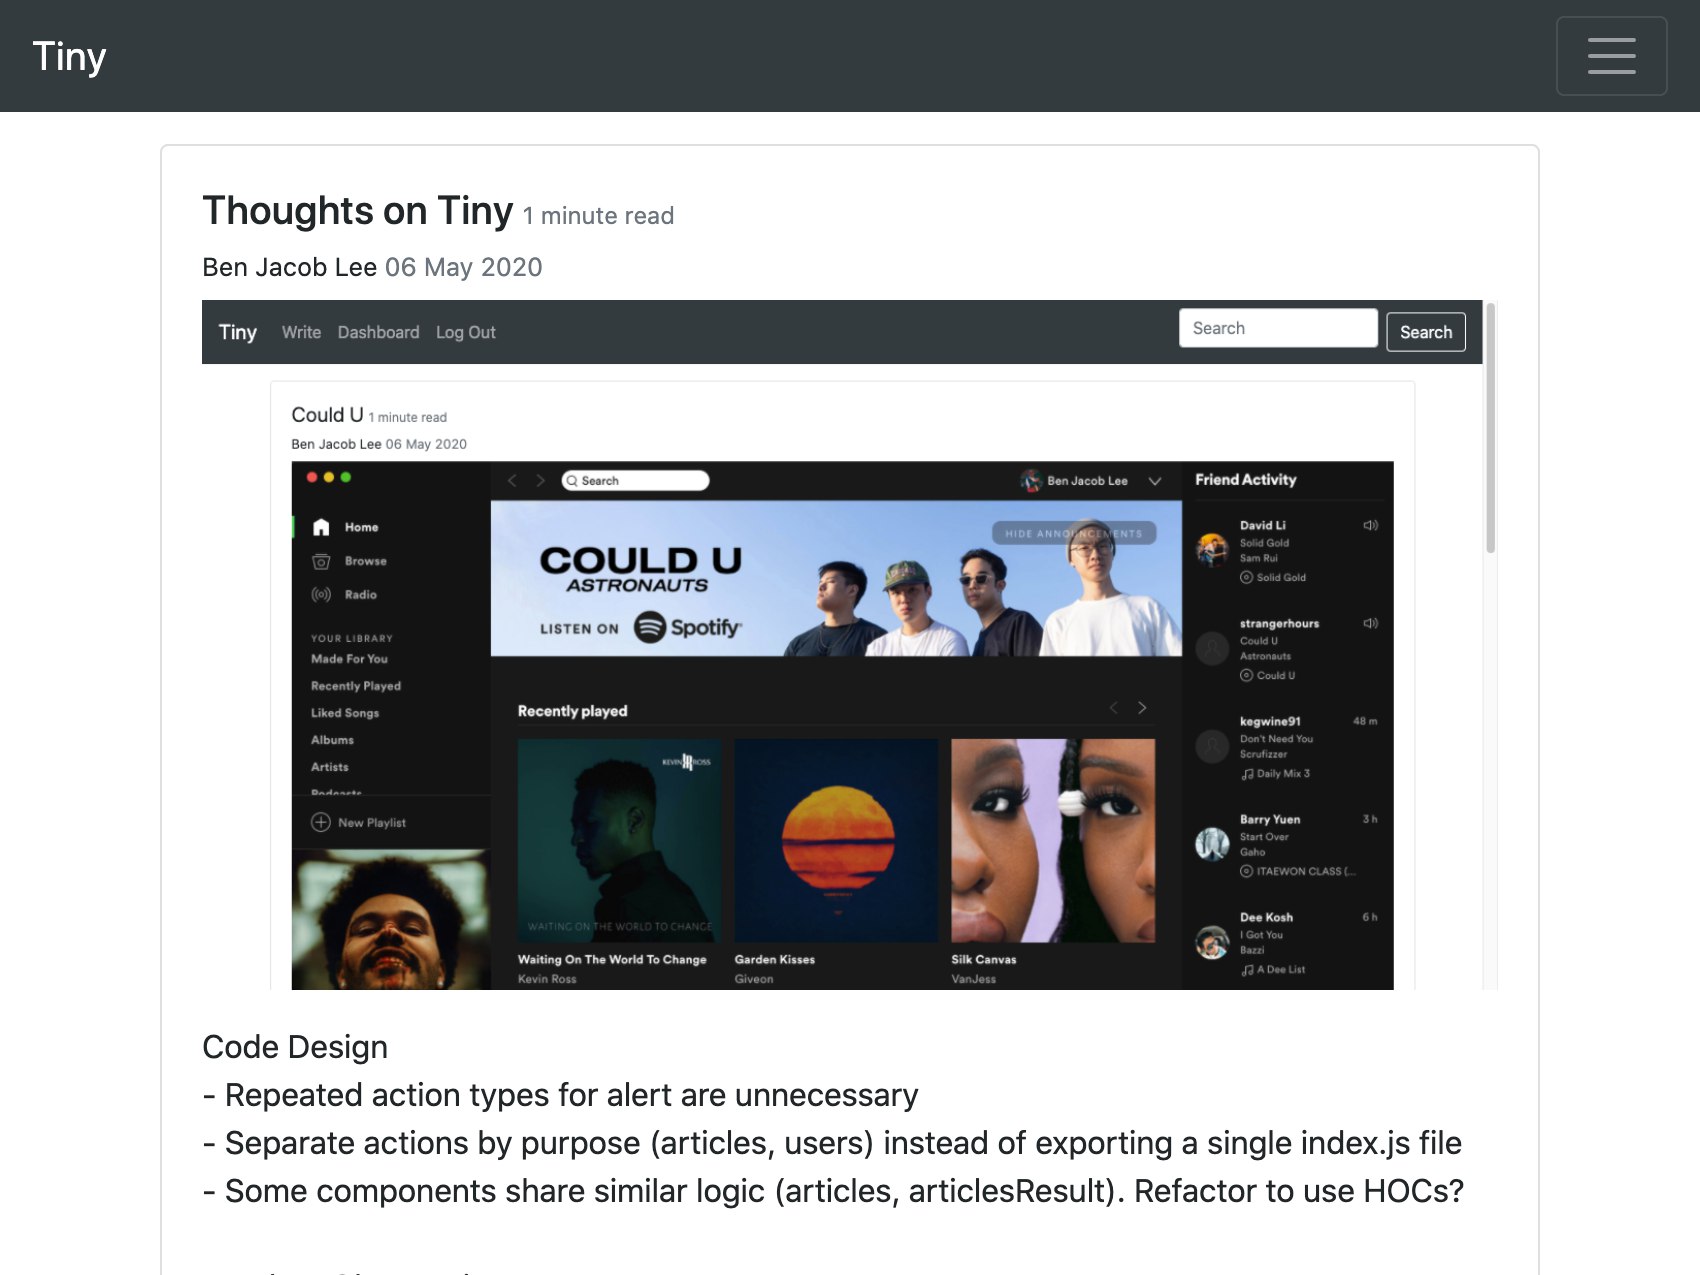 Tiny
Thoughts on Tiny 1 minute read
Ben Jacob Lee 06 May 2020
Tiny Write Dashboard Log Out Search Search
Could U 1 minute read
Ben Jacob Lee 06 May 2020
Search
Ben Jacob Lee
Home
Browse
Radio
YOUR LIBRARY
Made For You
Recently Played
Liked Songs
Albums
Artists
Podcasts
New Playlist
HIDE ANNOUNCEMENTS
COULD U
ASTRONAUTS
LISTEN ON Spotify
Recently played
KEVIN ROSS
WAITING ON THE WORLD TO CHANGE
Waiting On The World To Change
Kevin Ross
Garden Kisses
Giveon
Silk Canvas
VanJess
Friend Activity
David Li
Solid Gold
Sam Rui
Solid Gold
strangerhours
Could U
Astronauts
Could U
kegwine91 48 m
Don't Need You
Scrufizzer
Daily Mix 3
Barry Yuen 3 h
Start Over
Gaho
ITAEWON CLASS (...
Dee Kosh 6 h
I Got You
Bazzi
A Dee List
Code Design
- Repeated action types for alert are unnecessary
- Separate actions by purpose (articles, users) instead of exporting a single index.js file
- Some components share similar logic (articles, articlesResult). Refactor to use HOCs?